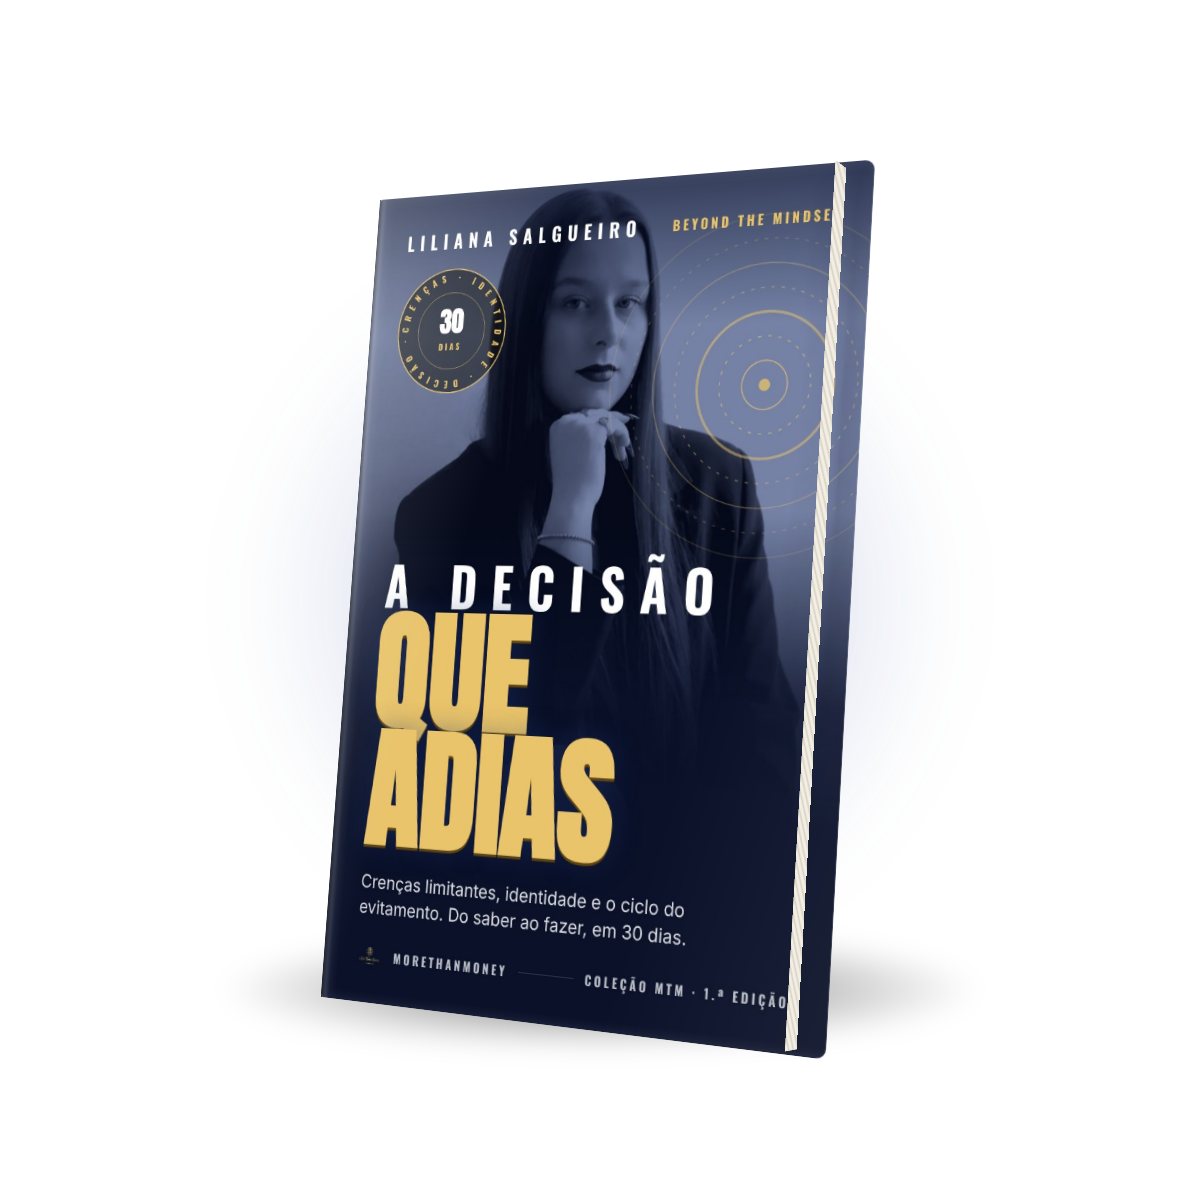 LILIANA SALGUEIRO
BEYOND THE MINDSE
CRENÇAS · IDENTIDADE · DECISÃO ·
30
DIAS
A DECISÃO
QUE
ADIAS
Crenças limitantes, identidade e o ciclo do
evitamento. Do saber ao fazer, em 30 dias.
MORETHANMONEY
COLEÇÃO MTM · 1.ª EDIÇÃO